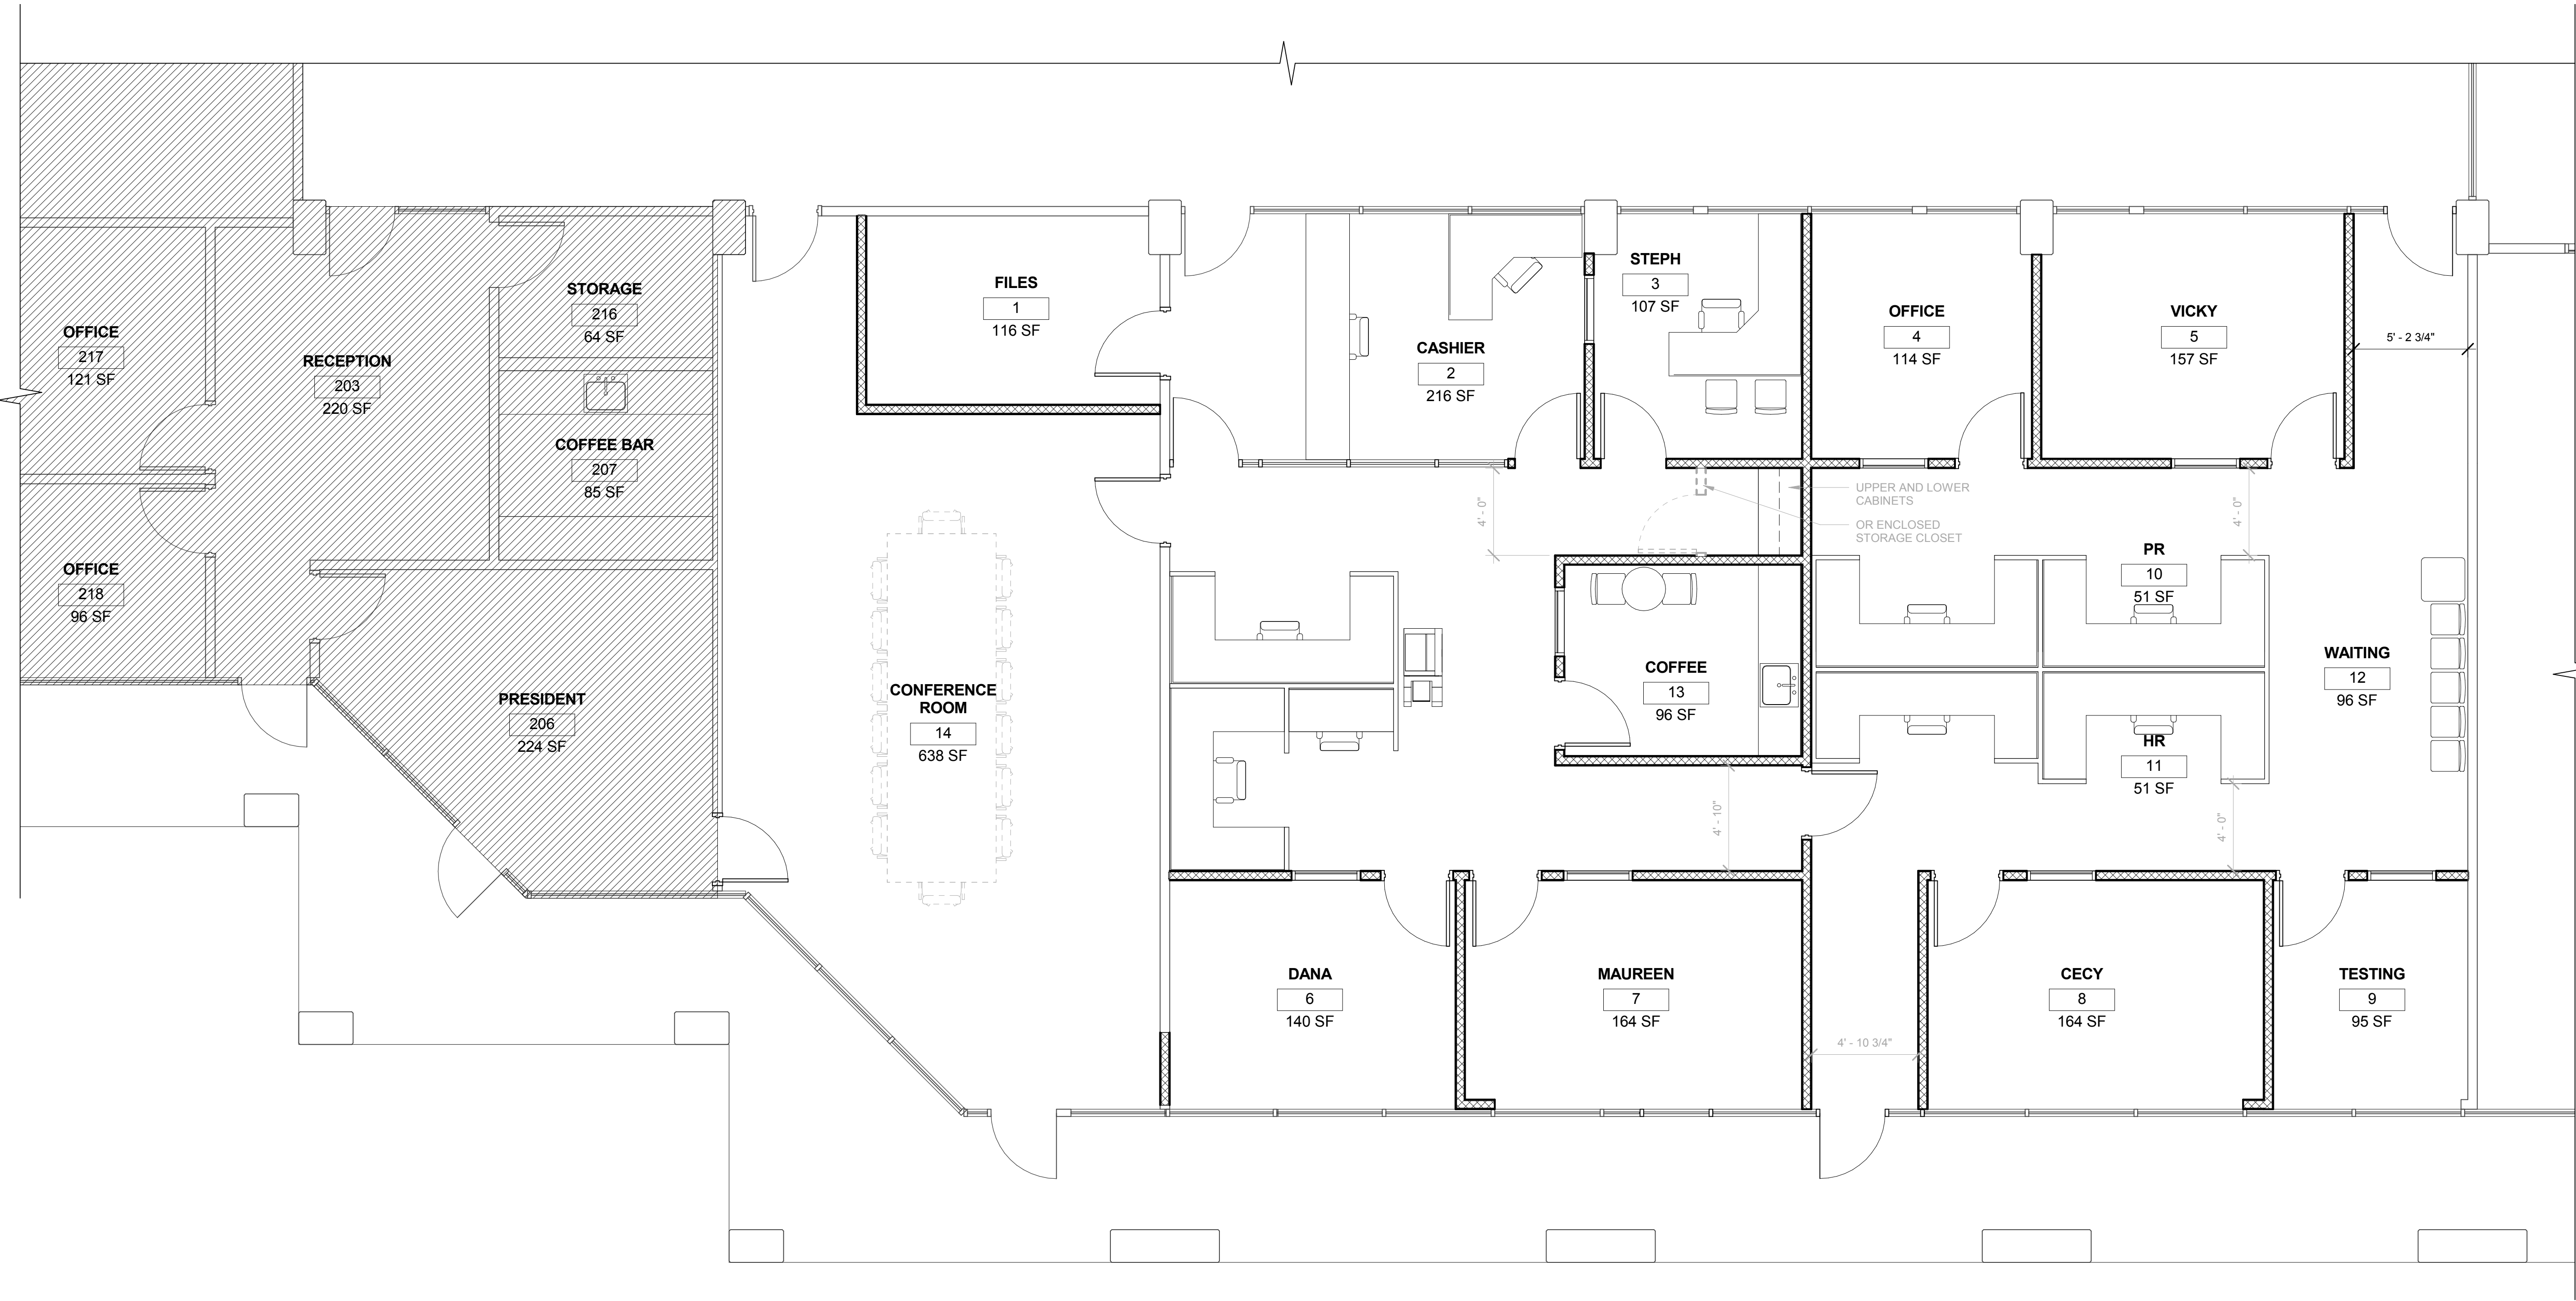 OFFICE
217
121 SF
OFFICE
218
96 SF
RECEPTION
203
220 SF
STORAGE
216
64 SF
COFFEE BAR
207
85 SF
PRESIDENT
206
224 SF
FILES
1
116 SF
CONFERENCE
ROOM
14
638 SF
CASHIER
2
216 SF
STEPH
3
107 SF
OFFICE
4
114 SF
VICKY
5
157 SF
5' - 2 3/4"
4' - 0"
UPPER AND LOWER
CABINETS
OR ENCLOSED
STORAGE CLOSET
4' - 0"
PR
10
51 SF
COFFEE
13
96 SF
WAITING
12
96 SF
HR
11
51 SF
4' - 10"
4' - 0"
DANA
6
140 SF
MAUREEN
7
164 SF
4' - 10 3/4"
CECY
8
164 SF
TESTING
9
95 SF